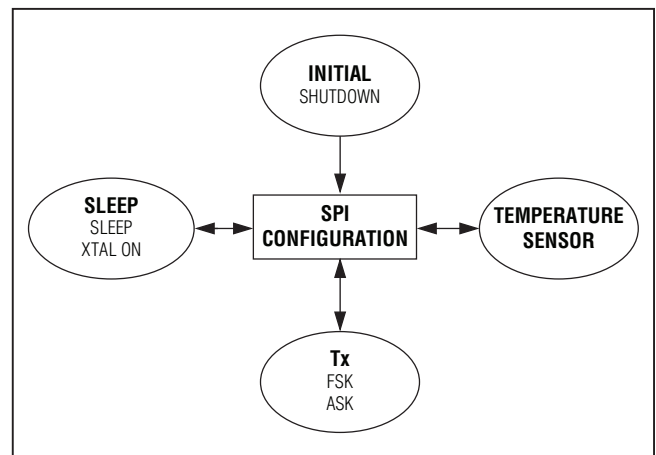 INITIAL
SHUTDOWN
SLEEP
SLEEP
XTAL ON
SPI
CONFIGURATION
TEMPERATURE
SENSOR
Tx
FSK
ASK